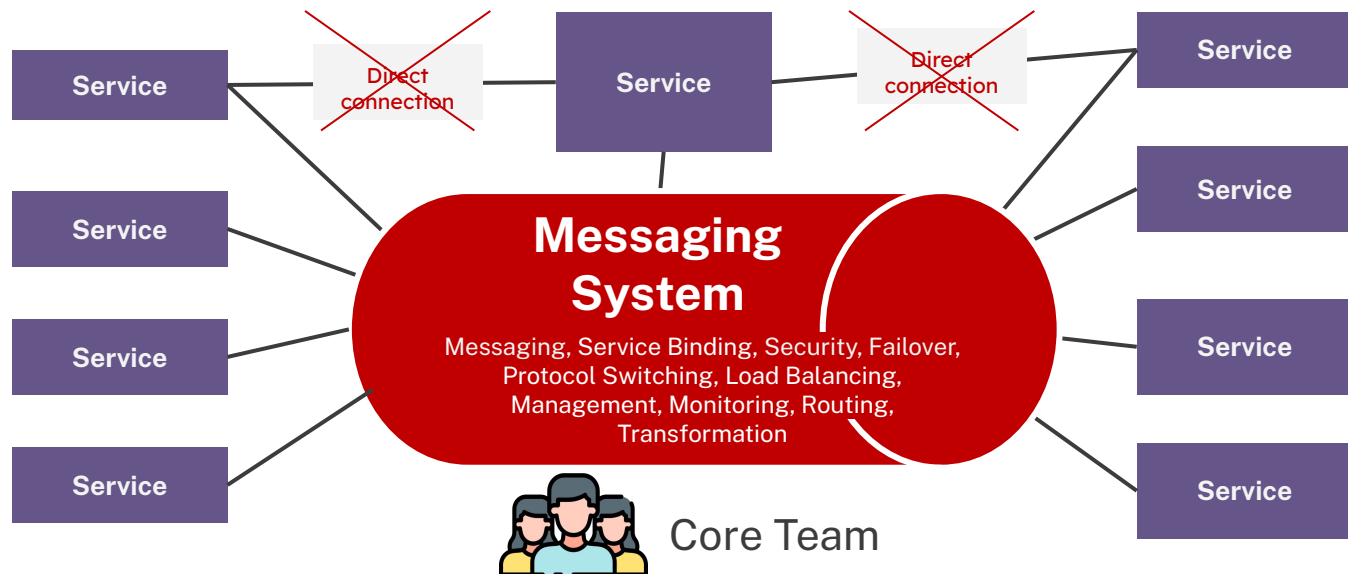 Service
Direct
connection
Service
Direct
connection
Service
Service
Service
Service
Service
Service
Service
Service
Messaging
System
Messaging, Service Binding, Security, Failover,
Protocol Switching, Load Balancing,
Management, Monitoring, Routing,
Transformation
Core Team